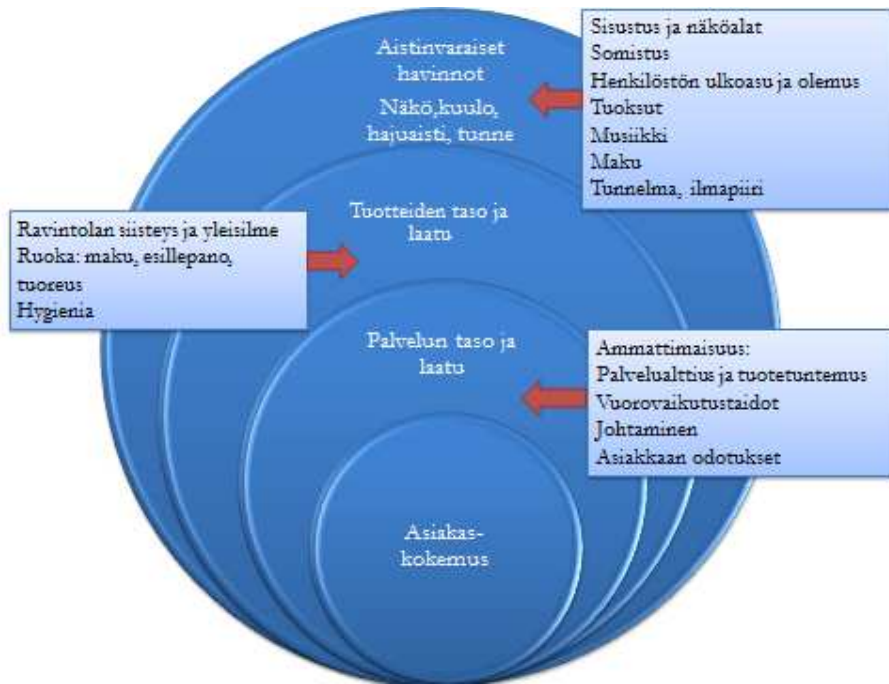 Aistinvaraiset
havinnot
Näkö,kuulo,
hajuaisti, tunne
Sisustus ja näköalat
Somistus
Henkilöstön ulkoasu ja olemus
Tuoksut
Musiikki
Maku
Tunnelma, ilmapiiri
Tuotteiden taso ja
laatu
Ravintolan siisteys ja yleisilme
Ruoka: maku, esillepano,
tuoreus
Hygienia
Palvelun taso ja
laatu
Ammattimaisuus:
Palvelualttius ja tuotetuntemus
Vuorovaikutustaidot
Johtaminen
Asiakkaan odotukset
Asiakas-
kokemus